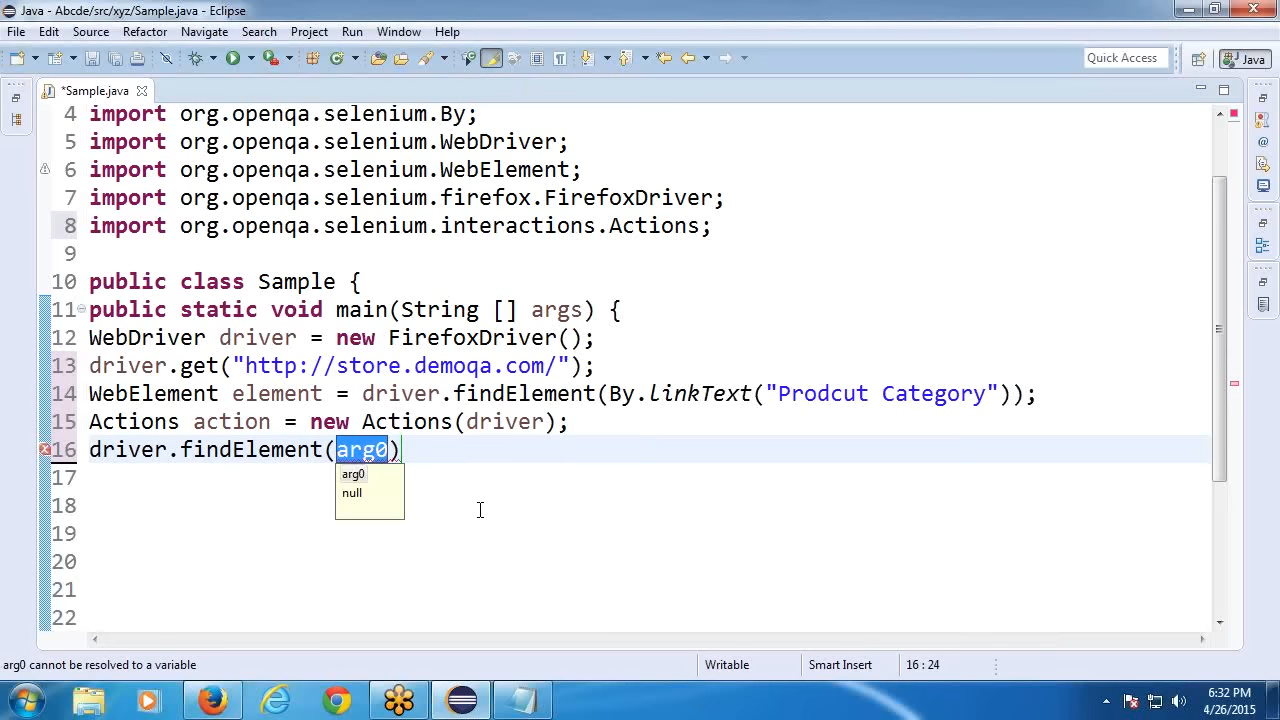 Java - Abcde/src/xyz/Sample.java - Eclipse
File Edit Source Refactor Navigate Search Project Run Window Help
Quick Access
Java
*Sample.java
4 import org.openqa.selenium.By;
5 import org.openqa.selenium.WebDriver;
6 import org.openqa.selenium.WebElement;
7 import org.openqa.selenium.firefox.FirefoxDriver;
8 import org.openqa.selenium.interactions.Actions;
9
10 public class Sample {
11 public static void main(String [] args) {
12 WebDriver driver = new FirefoxDriver();
13 driver.get("http://store.demoqa.com/");
14 WebElement element = driver.findElement(By.linkText("Prodcut Category"));
15 Actions action = new Actions(driver);
16 driver.findElement(arg0)
arg0
null
17
18
19
20
21
22
arg0 cannot be resolved to a variable
Writable
Smart Insert
16 : 24
6:32 PM
4/26/2015